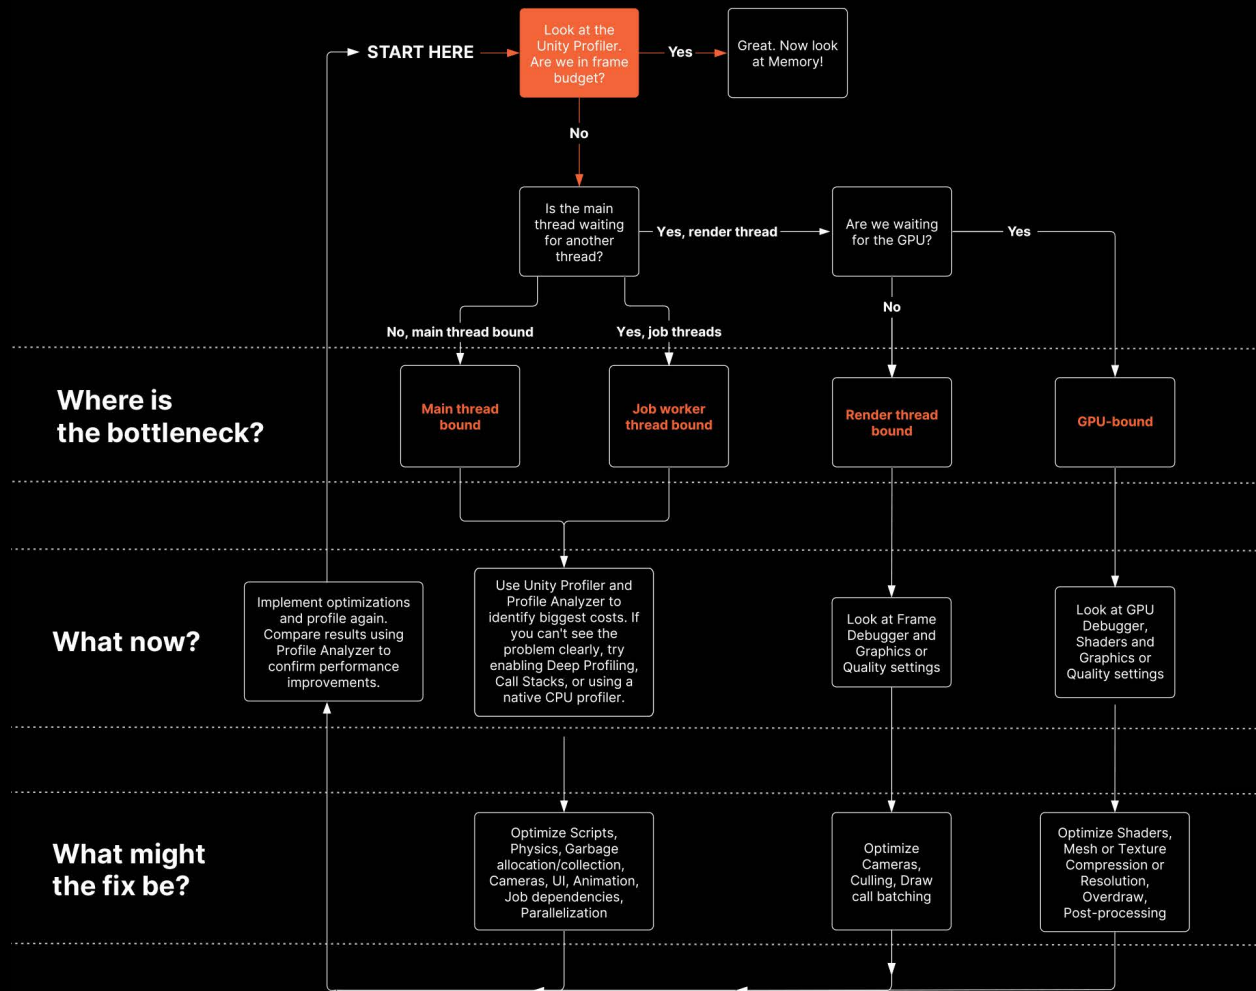 START HERE
Look at the
Unity Profiler.
Are we in frame
budget?
Yes
Great. Now look
at Memory!
No
Is the main
thread waiting
for another
thread?
Yes, render thread
Are we waiting
for the GPU?
Yes
No
No, main thread bound
Yes, job threads
Where is
the bottleneck?
Main thread
bound
Job worker
thread bound
Render thread
bound
GPU-bound
What now?
Implement optimizations
and profile again.
Compare results using
Profile Analyzer to
confirm performance
improvements.
Use Unity Profiler and
Profile Analyzer to
identify biggest costs. If
you can't see the
problem clearly, try
enabling Deep Profiling,
Call Stacks, or using a
native CPU profiler.
Look at Frame
Debugger and
Graphics or
Quality settings
Look at GPU
Debugger,
Shaders and
Graphics or
Quality settings
What might
the fix be?
Optimize Scripts,
Physics, Garbage
allocation/collection,
Cameras, UI, Animation,
Job dependencies,
Parallelization
Optimize
Cameras,
Culling, Draw
call batching
Optimize Shaders,
Mesh or Texture
Compression or
Resolution,
Overdraw,
Post-processing